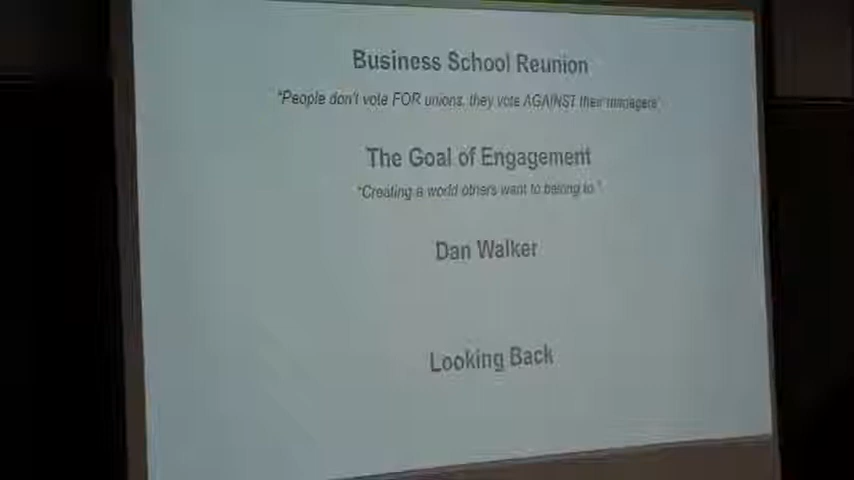 Business School Reunion
"People don't vote FOR unions, they vote AGAINST their managers"
The Goal of Engagement
"Creating a world others want to belong to."
Dan Walker
Looking Back